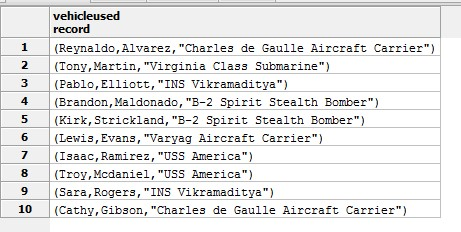 vehicleused
record
1 (Reynaldo,Alvarez,"Charles de Gaulle Aircraft Carrier")
2 (Tony,Martin,"Virginia Class Submarine")
3 (Pablo,Elliott,"INS Vikramaditya")
4 (Brandon,Maldonado,"B-2 Spirit Stealth Bomber")
5 (Kirk,Strickland,"B-2 Spirit Stealth Bomber")
6 (Lewis,Evans,"Varyag Aircraft Carrier")
7 (Isaac,Ramirez,"USS America")
8 (Troy,Mcdaniel,"USS America")
9 (Sara,Rogers,"INS Vikramaditya")
10 (Cathy,Gibson,"Charles de Gaulle Aircraft Carrier")